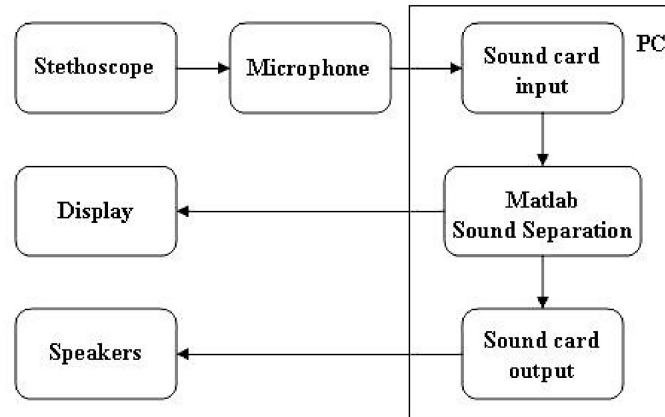 Stethoscope
Microphone
Sound card
input
PC
Display
Matlab
Sound Separation
Speakers
Sound card
output